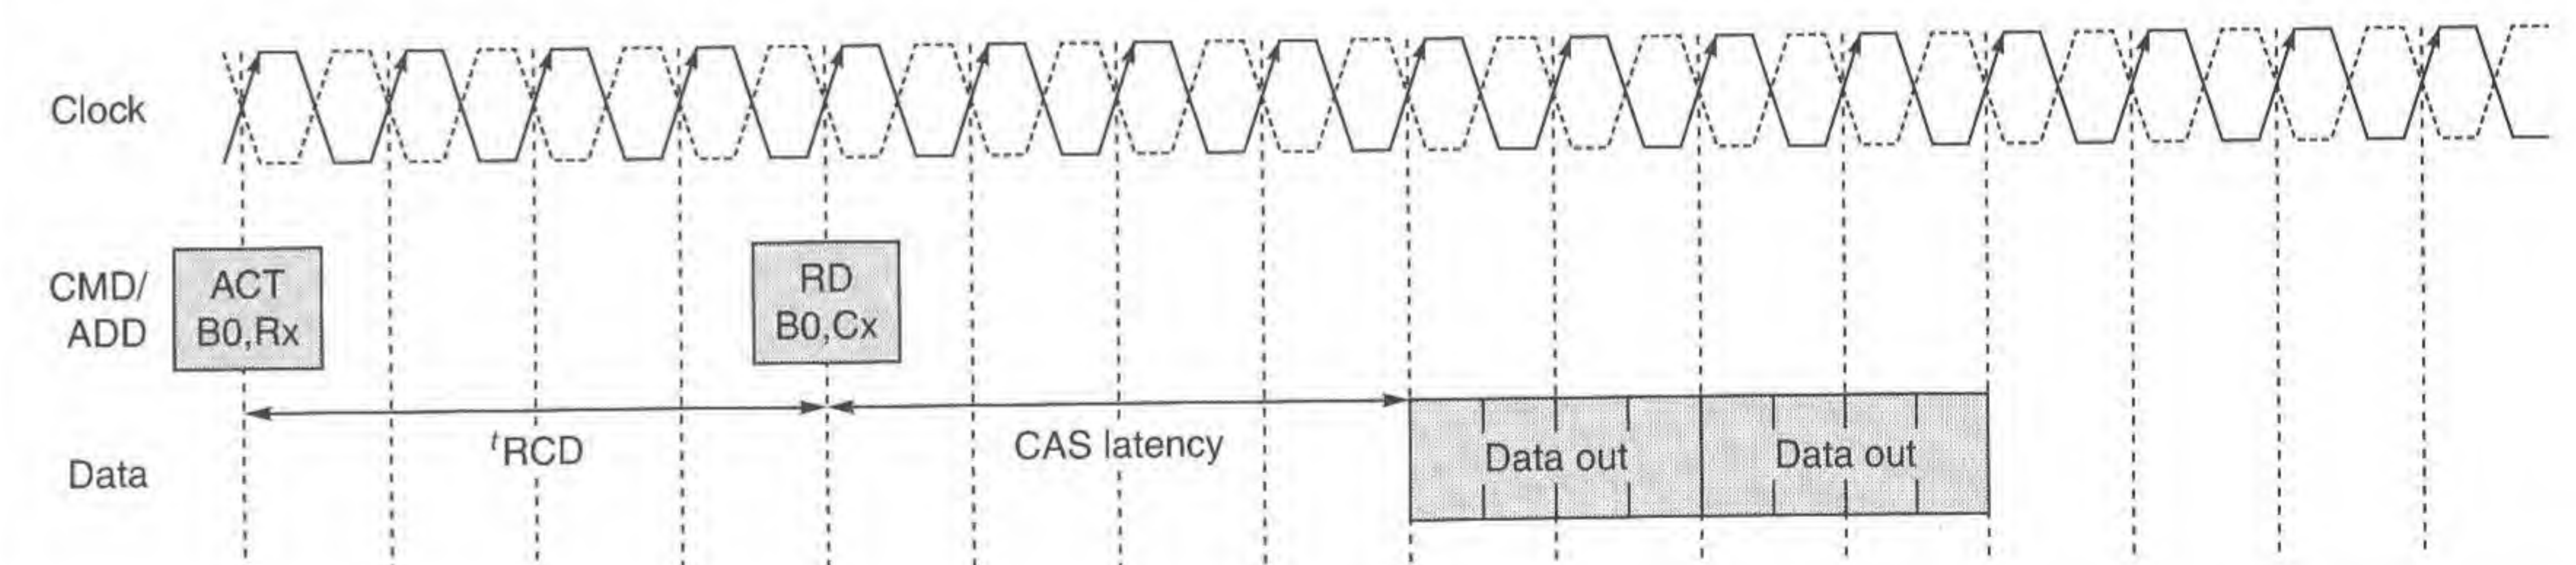 Clock
CMD/
ADD
ACT
B0,Rx
RD
B0,Cx
tRCD
CAS latency
Data
Data out
Data out